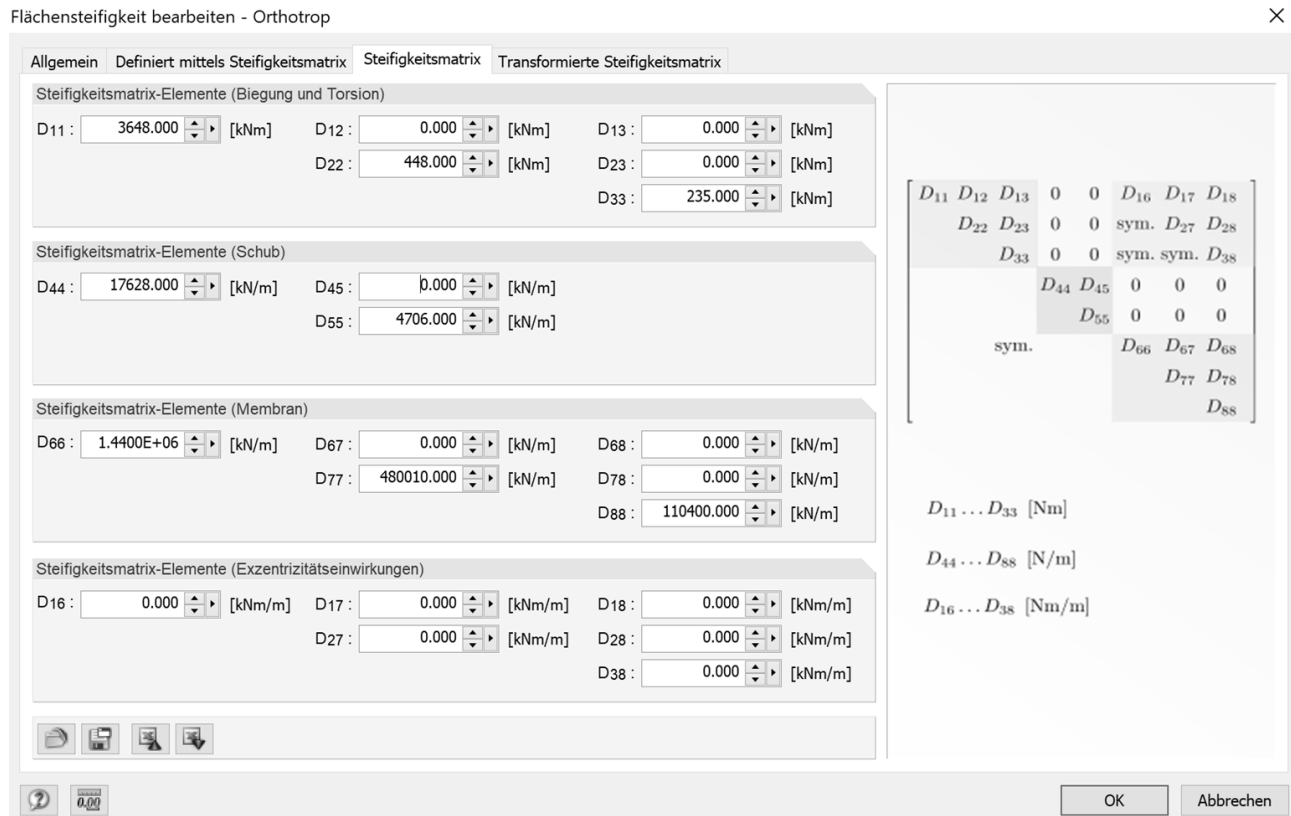 Flächensteifigkeit bearbeiten - Orthotrop
Allgemein Definiert mittels Steifigkeitsmatrix Steifigkeitsmatrix Transformierte Steifigkeitsmatrix
Steifigkeitsmatrix-Elemente (Biegung und Torsion)
D11 : 3648.000 [kNm] D12 : 0.000 [kNm] D13 : 0.000 [kNm]
D22 : 448.000 [kNm] D23 : 0.000 [kNm]
D33 : 235.000 [kNm]
Steifigkeitsmatrix-Elemente (Schub)
D44 : 17628.000 [kN/m] D45 : 0.000 [kN/m]
D55 : 4706.000 [kN/m]
Steifigkeitsmatrix-Elemente (Membran)
D66 : 1.4400E+06 [kN/m] D67 : 0.000 [kN/m] D68 : 0.000 [kN/m]
D77 : 480010.000 [kN/m] D78 : 0.000 [kN/m]
D88 : 110400.000 [kN/m]
Steifigkeitsmatrix-Elemente (Exzentrizitätseinwirkungen)
D16 : 0.000 [kNm/m] D17 : 0.000 [kNm/m] D18 : 0.000 [kNm/m]
D27 : 0.000 [kNm/m] D28 : 0.000 [kNm/m]
D38 : 0.000 [kNm/m]
D11 D12 D13 0 0 D16 D17 D18
D22 D23 0 0 sym. D27 D28
D33 0 0 sym. sym. D38
D44 D45 0 0 0
D55 0 0 0
sym. D66 D67 D68
D77 D78
D88
D11 ... D33 [Nm]
D44 ... D88 [N/m]
D16 ... D38 [Nm/m]
0.00
OK Abbrechen